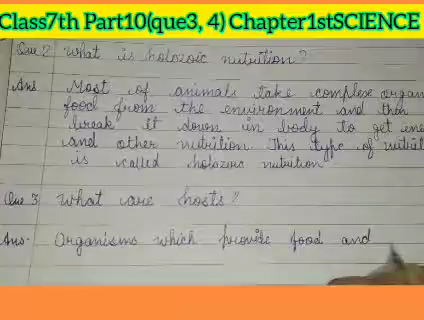 Class7th Part10(que3, 4) Chapter1stSCIENCE
Que 2 What is holozoic nutrition?
Ans Most of animals take complex organ
food from the environment and then
break it down in body to get ene
and other nutrition. This type of nutrit
is called holozoic nutrition
Que 3 What are hosts?
Ans. Organisms which provide food and